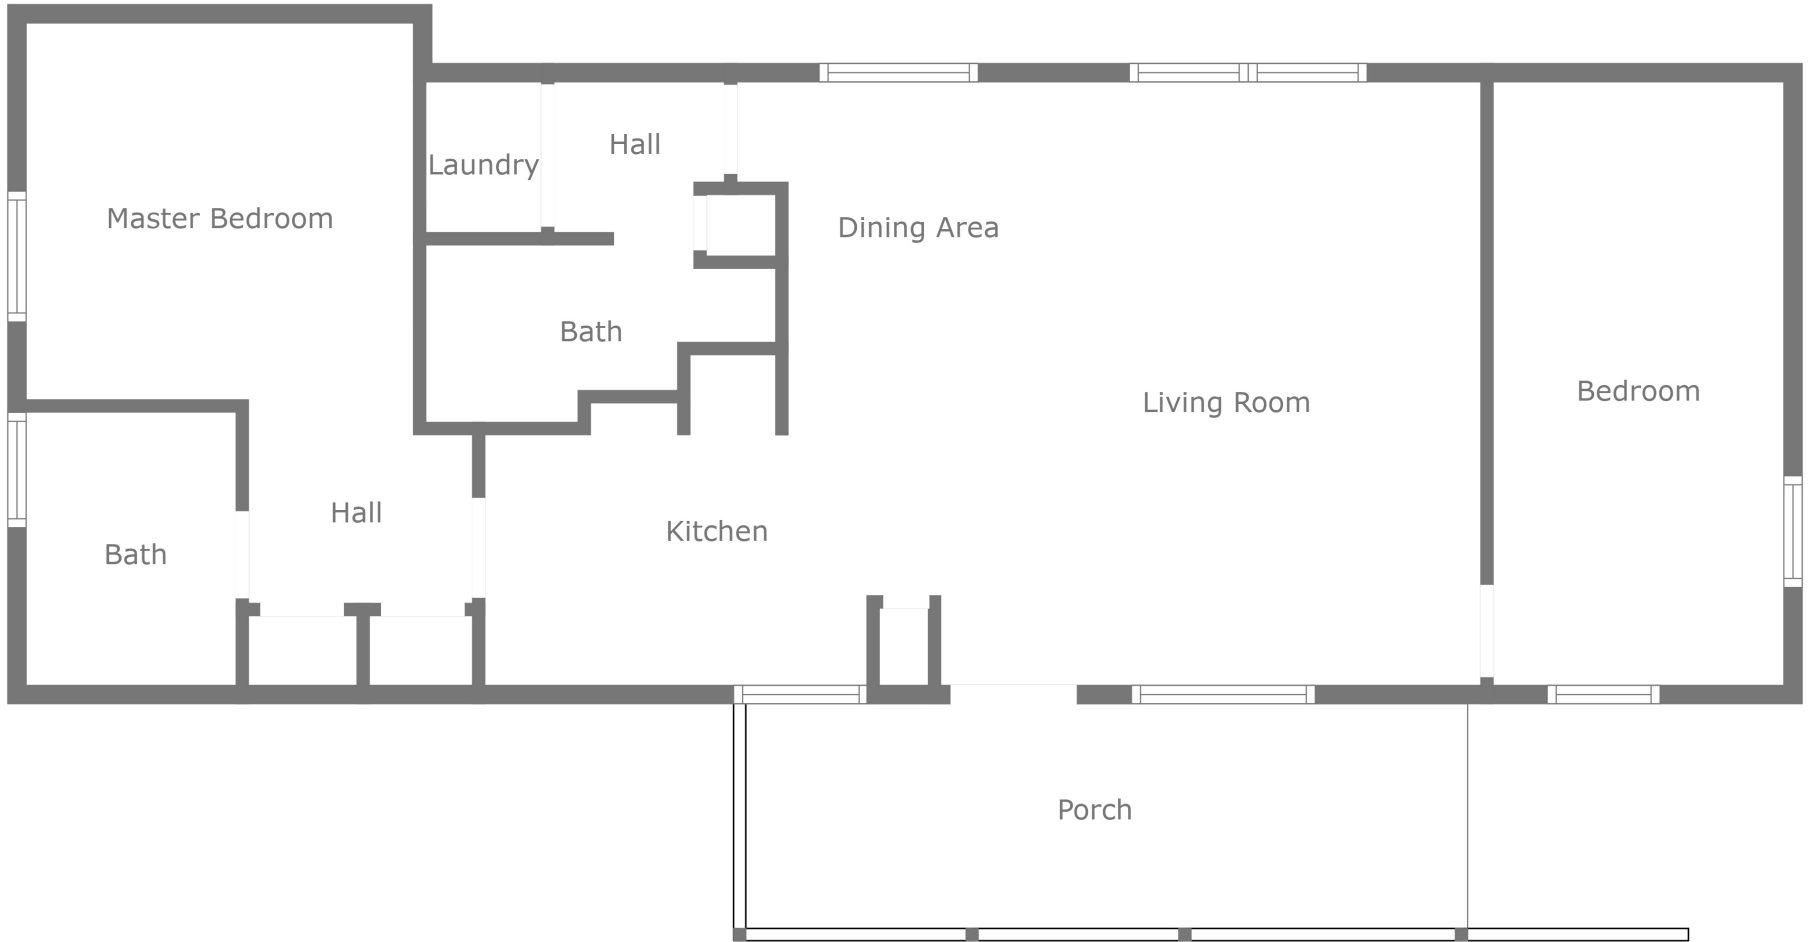 Hall
Laundry
Master Bedroom
Dining Area
Bath
Bedroom
Living Room
Hall
Kitchen
Bath
Porch